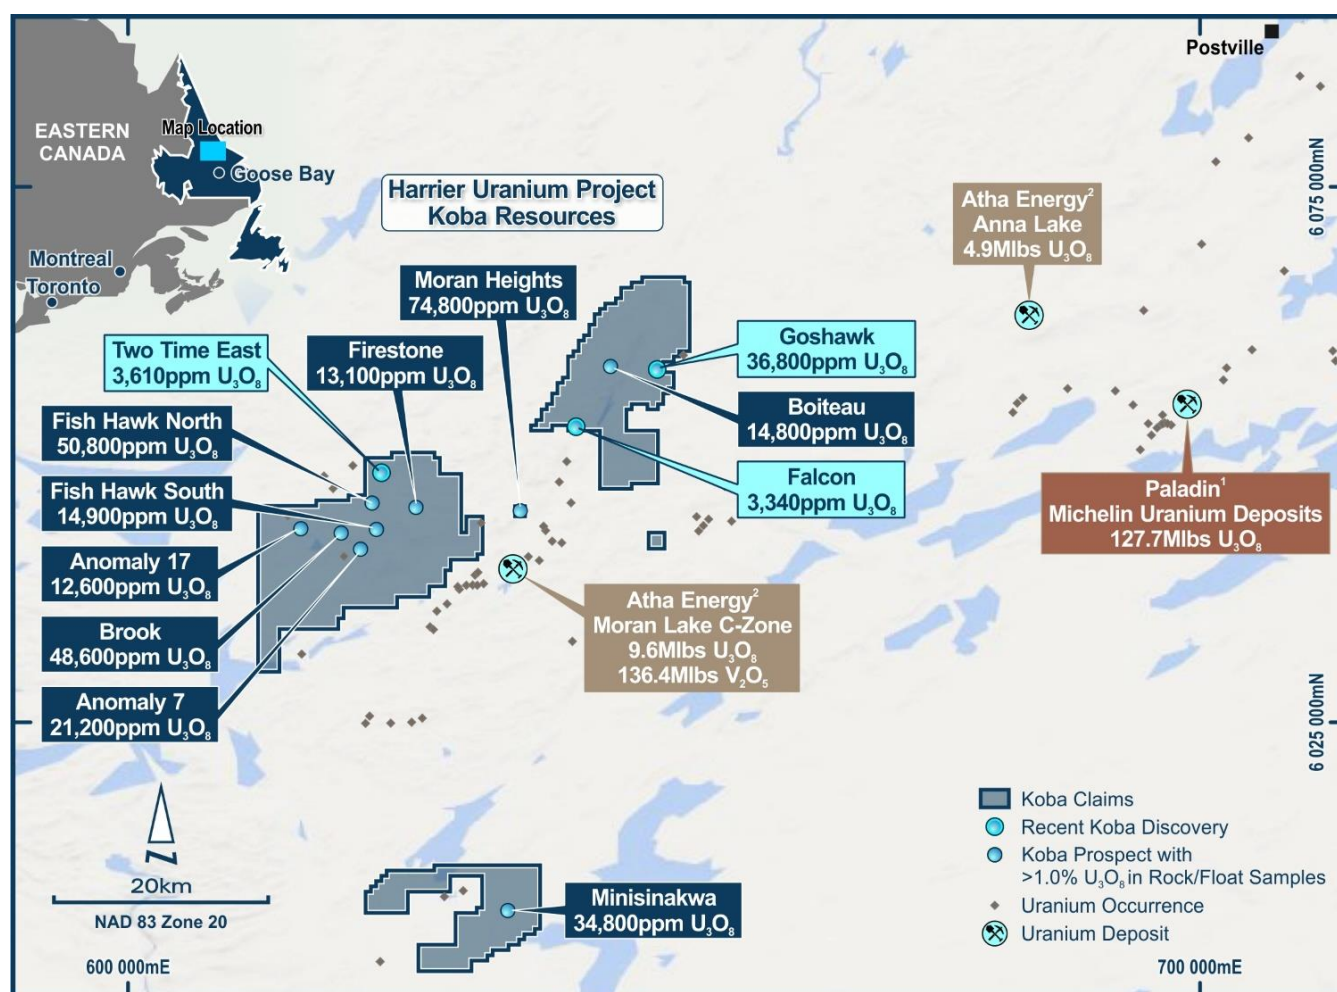 Postville
EASTERN
CANADA
Map Location
Goose Bay
Montreal
Toronto
Harrier Uranium Project
Koba Resources
6 075 000mN
Atha Energy²
Anna Lake
4.9Mlbs U₃O₈
Moran Heights
74,800ppm U₃O₈
Two Time East
3,610ppm U₃O₈
Firestone
13,100ppm U₃O₈
Goshawk
36,800ppm U₃O₈
Boiteau
14,800ppm U₃O₈
Falcon
3,340ppm U₃O₈
Fish Hawk North
50,800ppm U₃O₈
Fish Hawk South
14,900ppm U₃O₈
Anomaly 17
12,600ppm U₃O₈
Brook
48,600ppm U₃O₈
Anomaly 7
21,200ppm U₃O₈
Paladin¹
Michelin Uranium Deposits
127.7Mlbs U₃O₈
Atha Energy²
Moran Lake C-Zone
9.6Mlbs U₃O₈
136.4Mlbs V₂O₅
6 025 000mN
N
20km
NAD 83 Zone 20
Minisinakwa
34,800ppm U₃O₈
Koba Claims
Recent Koba Discovery
Koba Prospect with
>1.0% U₃O₈ in Rock/Float Samples
Uranium Occurrence
Uranium Deposit
600 000mE
700 000mE